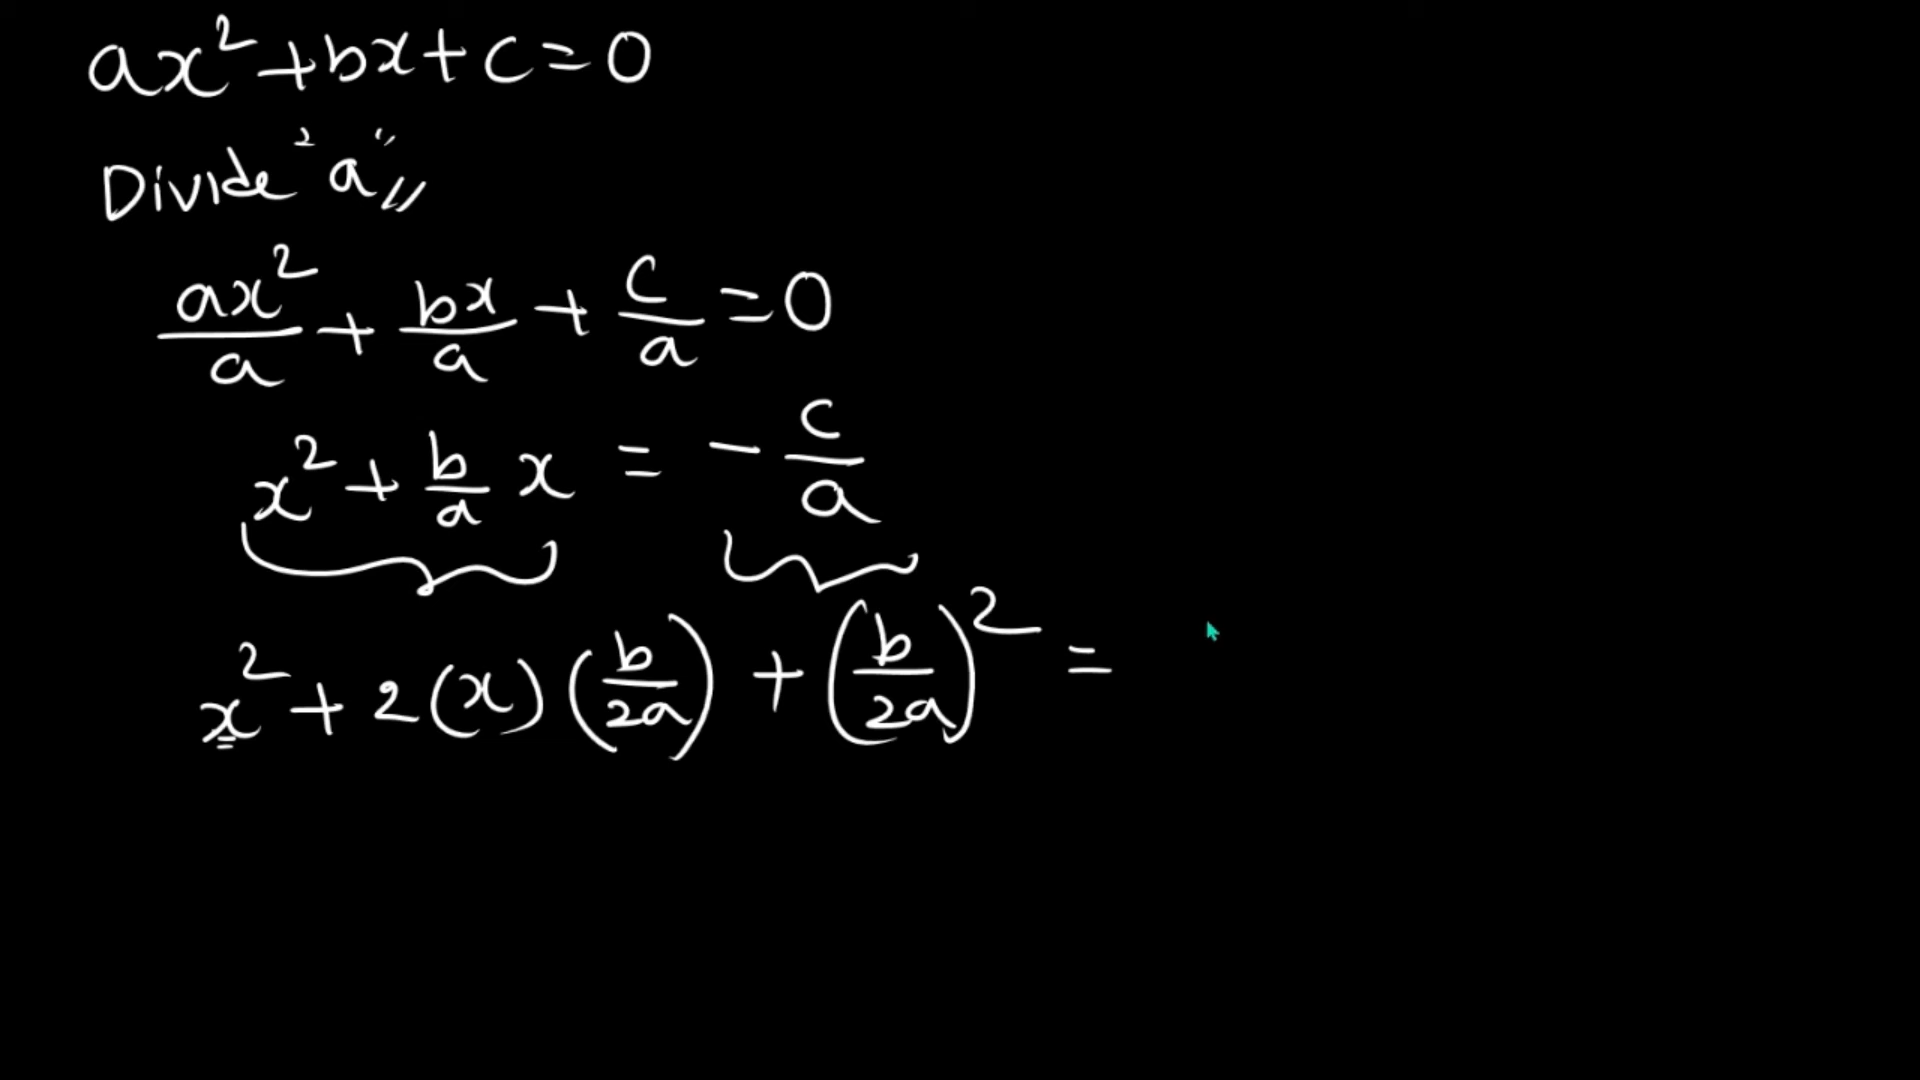 ax²+bx+c=0
Divide "a"//
ax²/a + bx/a + c/a = 0
x² + b/a x = - c/a
x² + 2(x)(b/2a) + (b/2a)² =